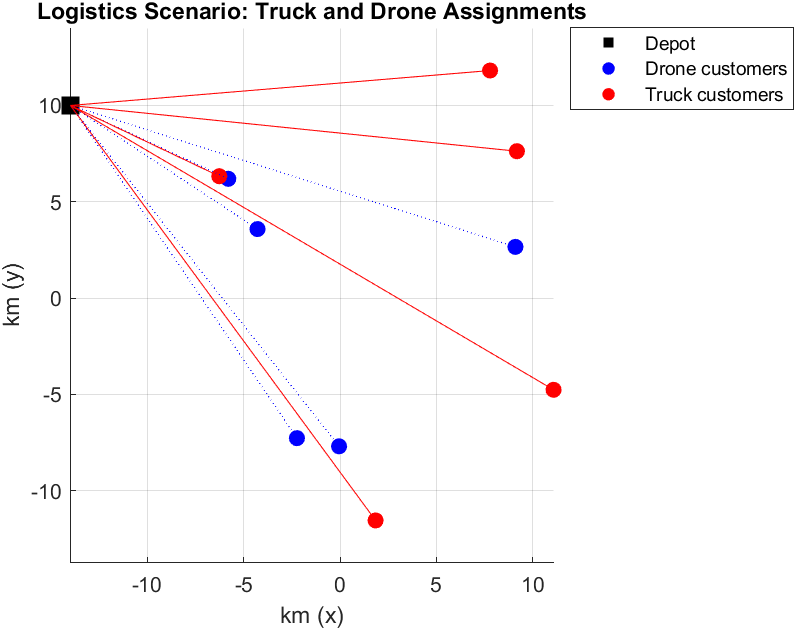 Logistics Scenario: Truck and Drone Assignments
Depot
Drone customers
Truck customers
10
5
0
-5
-10
km (y)
-10
-5
0
5
10
km (x)